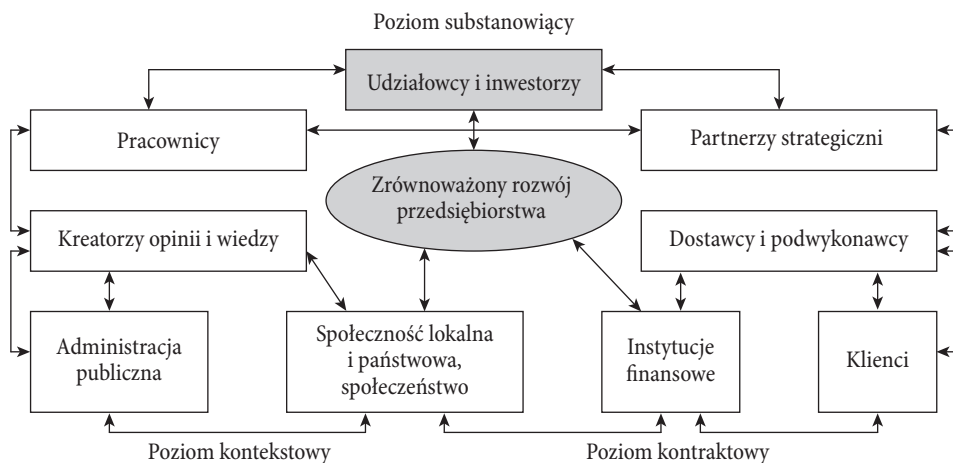 Poziom substanowiący
Udziałowcy i inwestorzy
Pracownicy
Partnerzy strategiczni
Zrównoważony rozwój
przedsiębiorstwa
Kreatorzy opinii i wiedzy
Dostawcy i podwykonawcy
Administracja
publiczna
Społeczność lokalna
i państwowa,
społeczeństwo
Instytucje
finansowe
Klienci
Poziom kontekstowy
Poziom kontraktowy